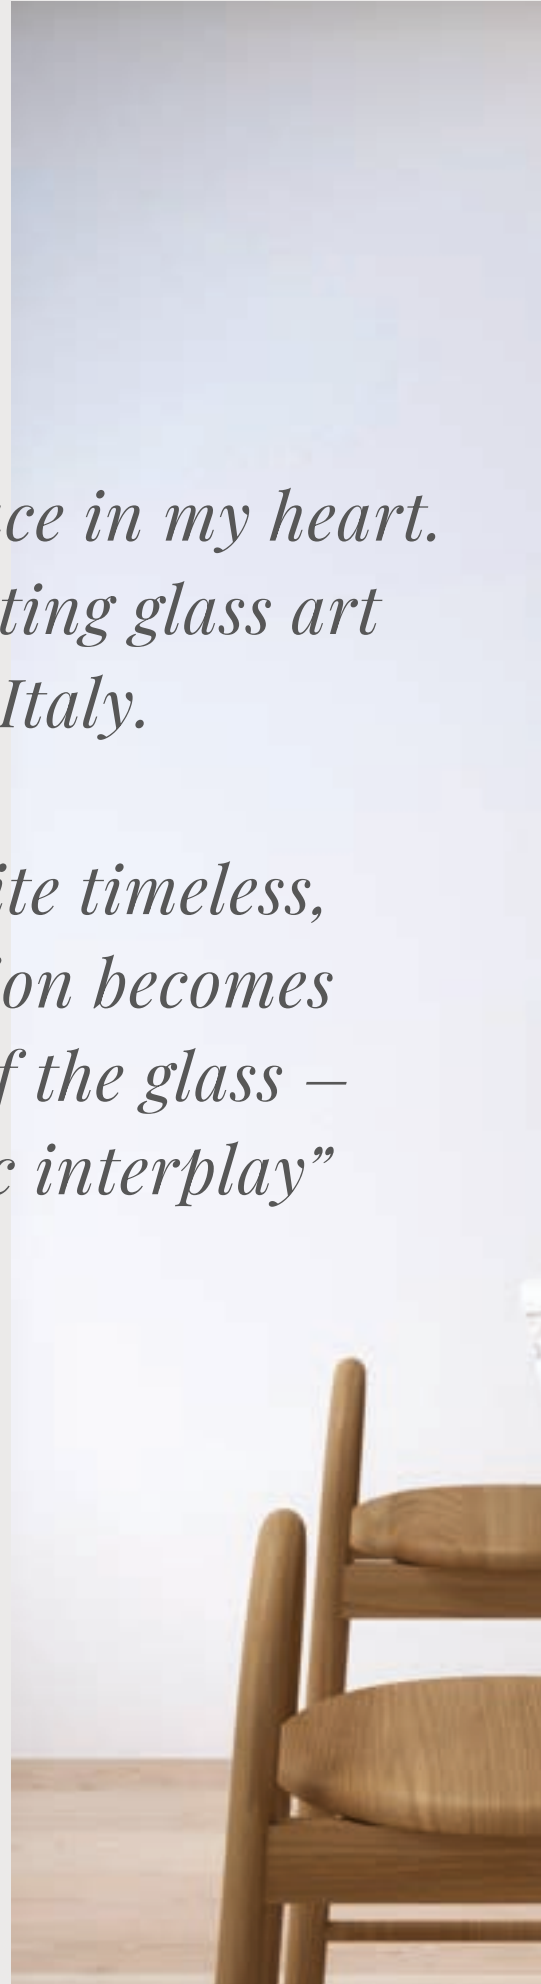 ce in my heart.
ting glass art
Italy.
ite timeless,
ion becomes
f the glass –
c interplay”